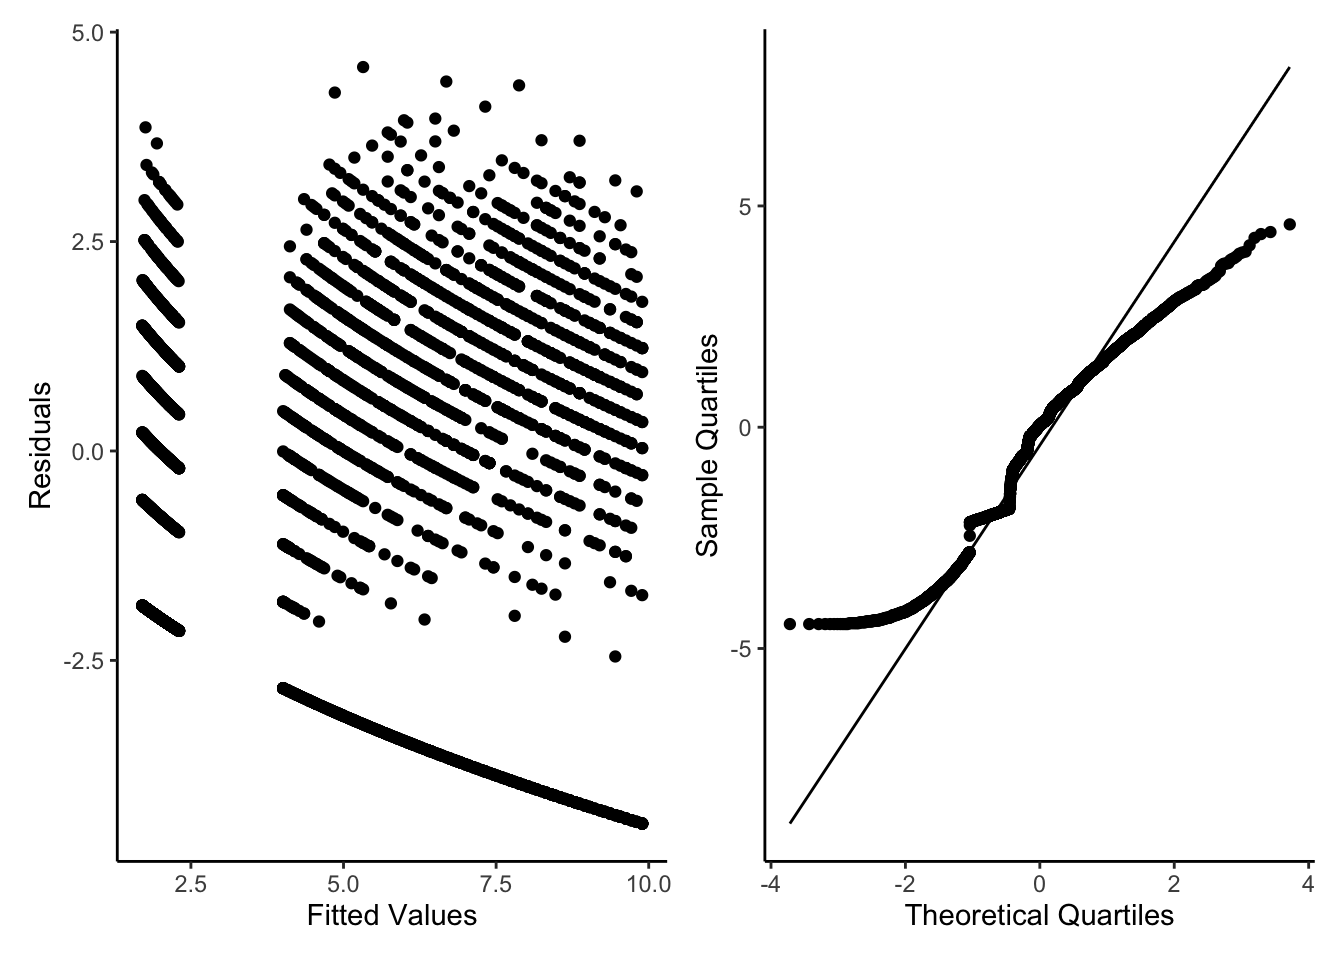 5.0
2.5
0.0
-2.5
Residuals
2.5 5.0 7.5 10.0
Fitted Values
5
0
-5
Sample Quartiles
-4 -2 0 2 4
Theoretical Quartiles